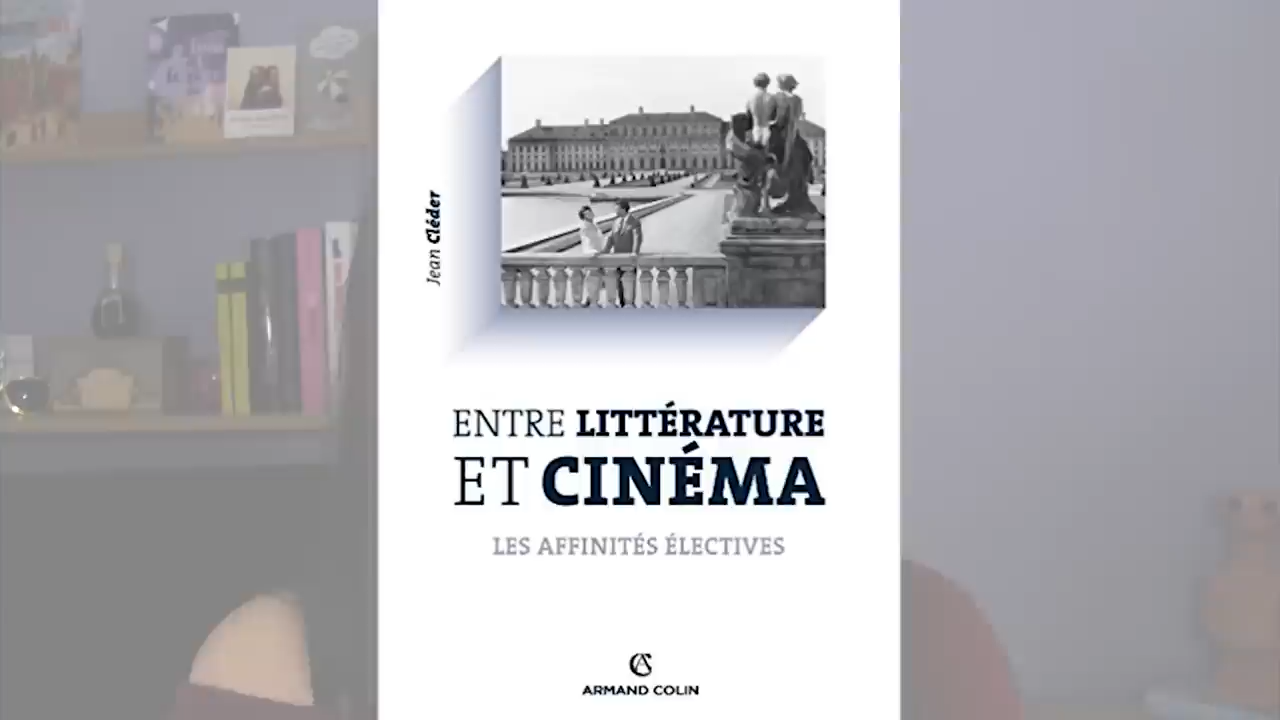 Jean Cléder
ENTRE LITTÉRATURE
ET CINÉMA
LES AFFINITÉS ÉLECTIVES
ARMAND COLIN